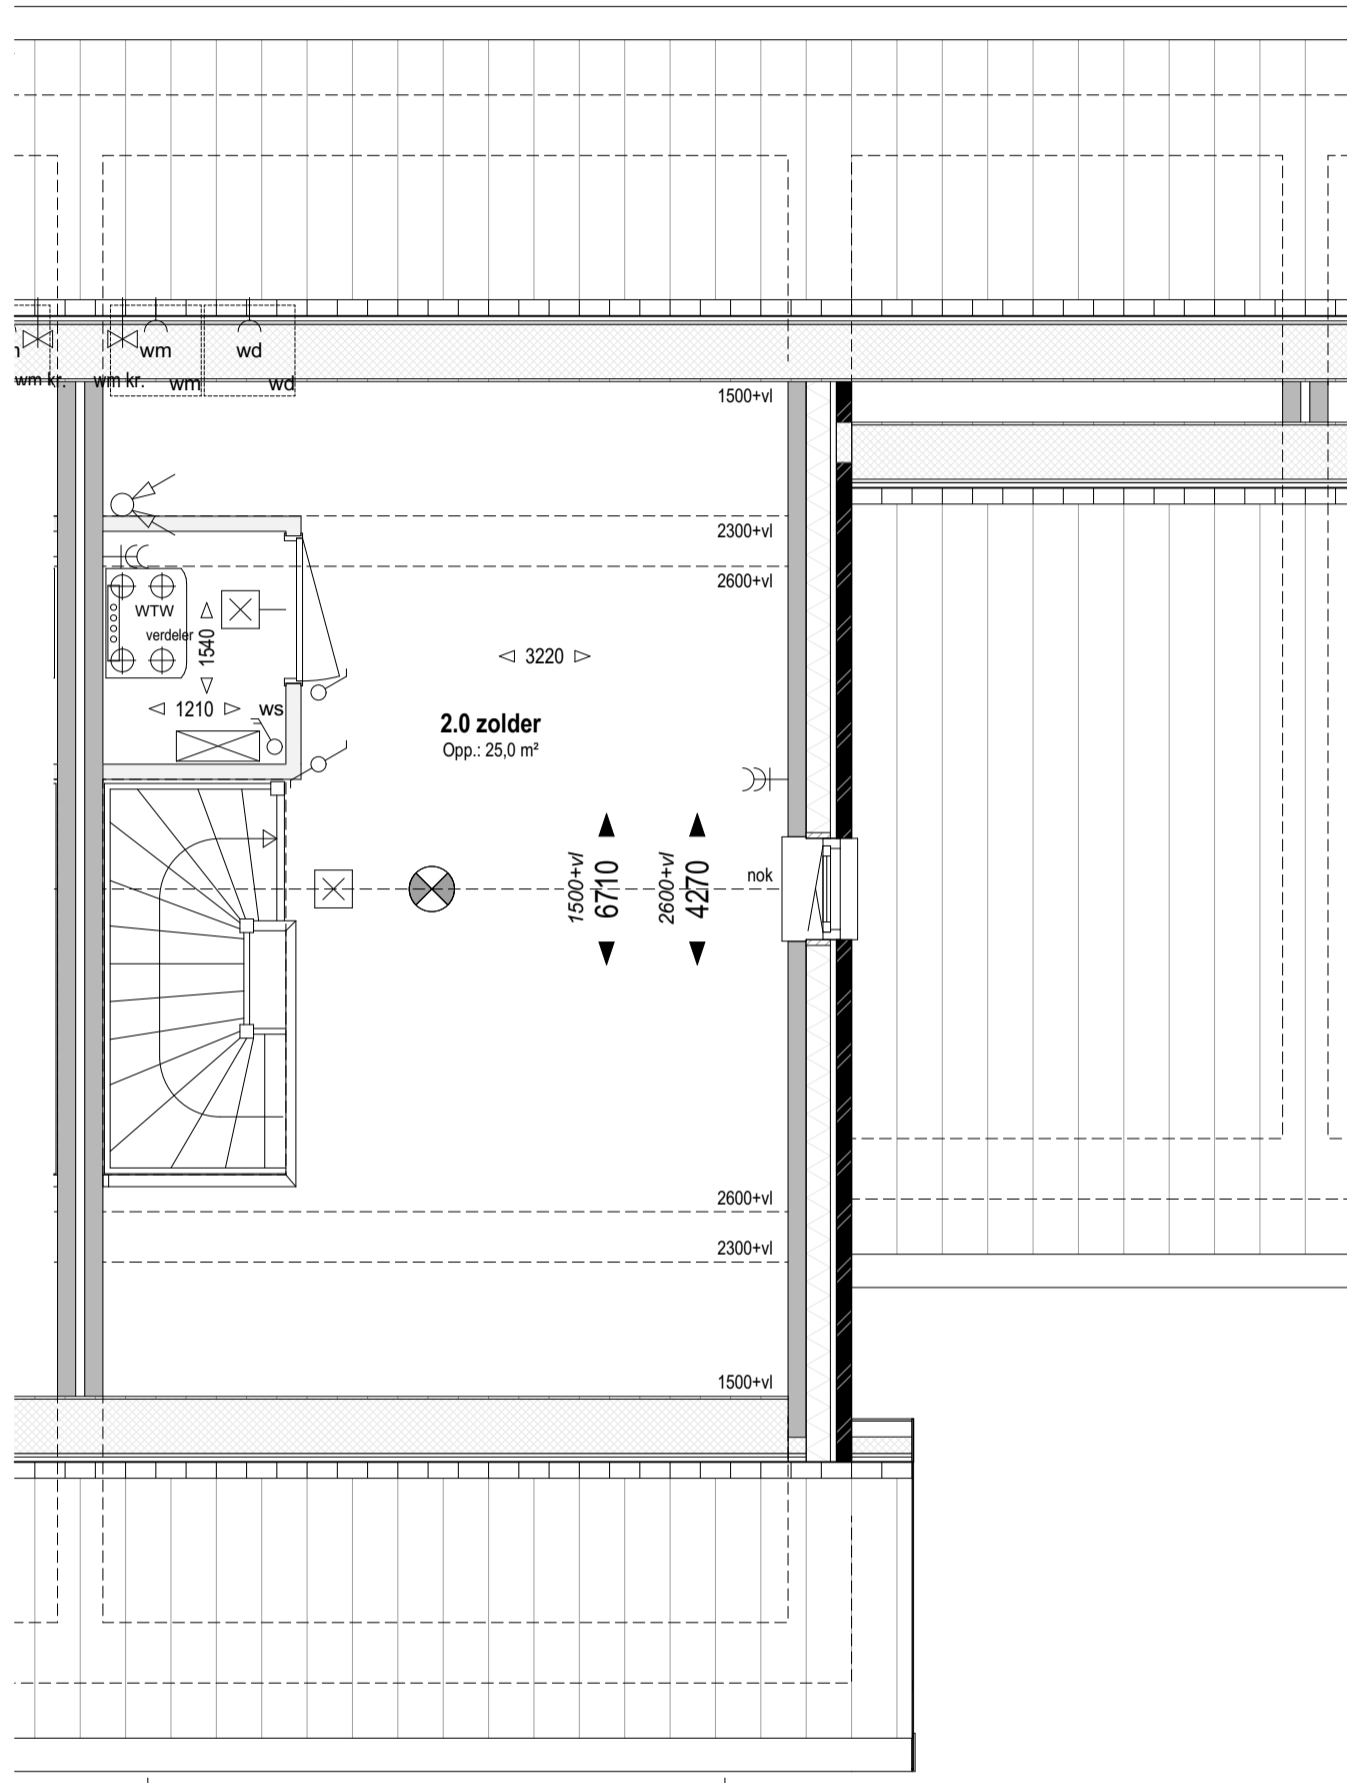 wm
wd
wm kr.
wm kr.
wm
wd
1500+vl
2300+vl
2600+vl
WTW
verdeler
1540
3220
1210
ws
2.0 zolder
Opp.: 25,0 m²
1500+vl
6710
2600+vl
4270
nok
2600+vl
2300+vl
1500+vl